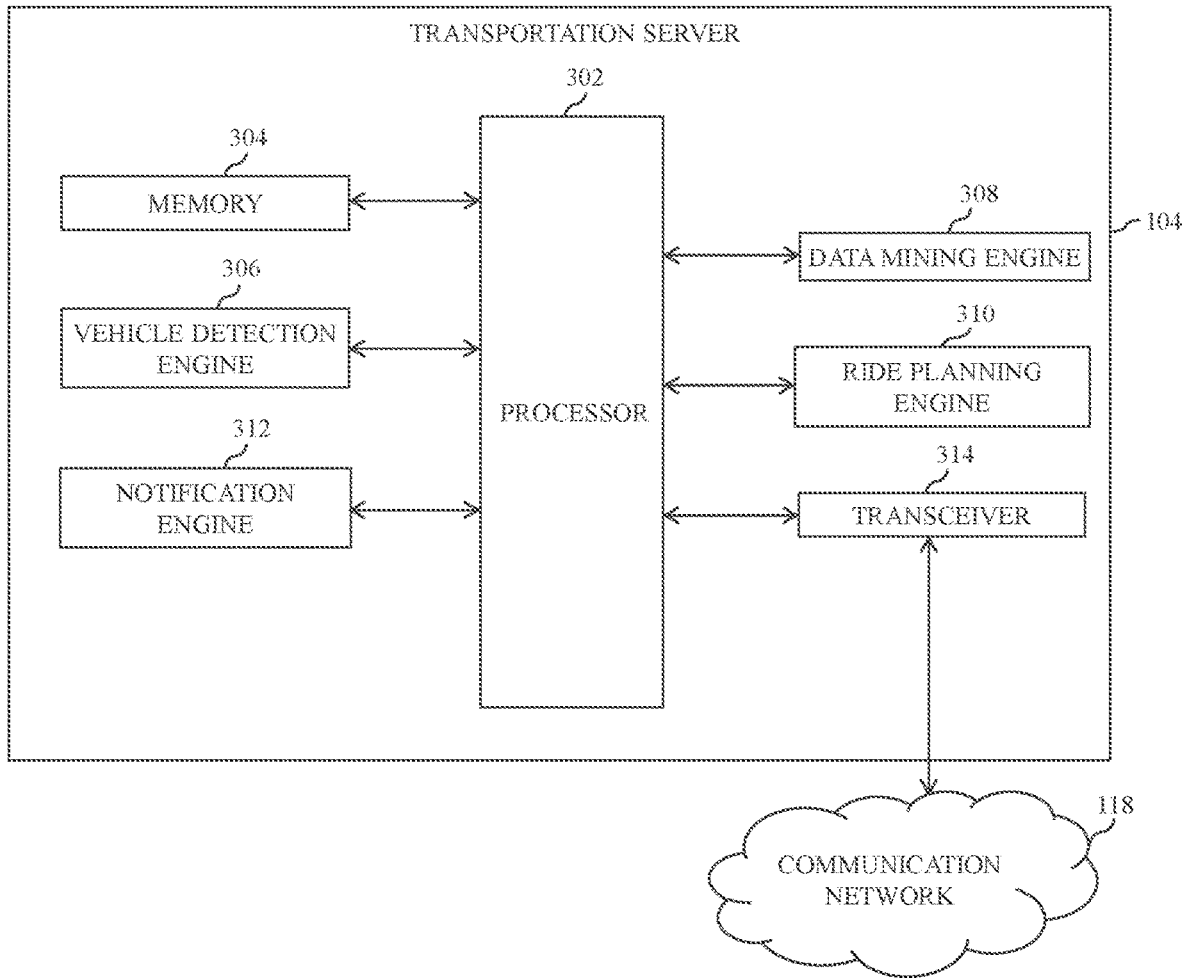 TRANSPORTATION SERVER
302
304
MEMORY
308
104
DATA MINING ENGINE
306
VEHICLE DETECTION
ENGINE
310
RIDE PLANNING
ENGINE
PROCESSOR
312
NOTIFICATION
ENGINE
314
TRANSCEIVER
118
COMMUNICATION
NETWORK